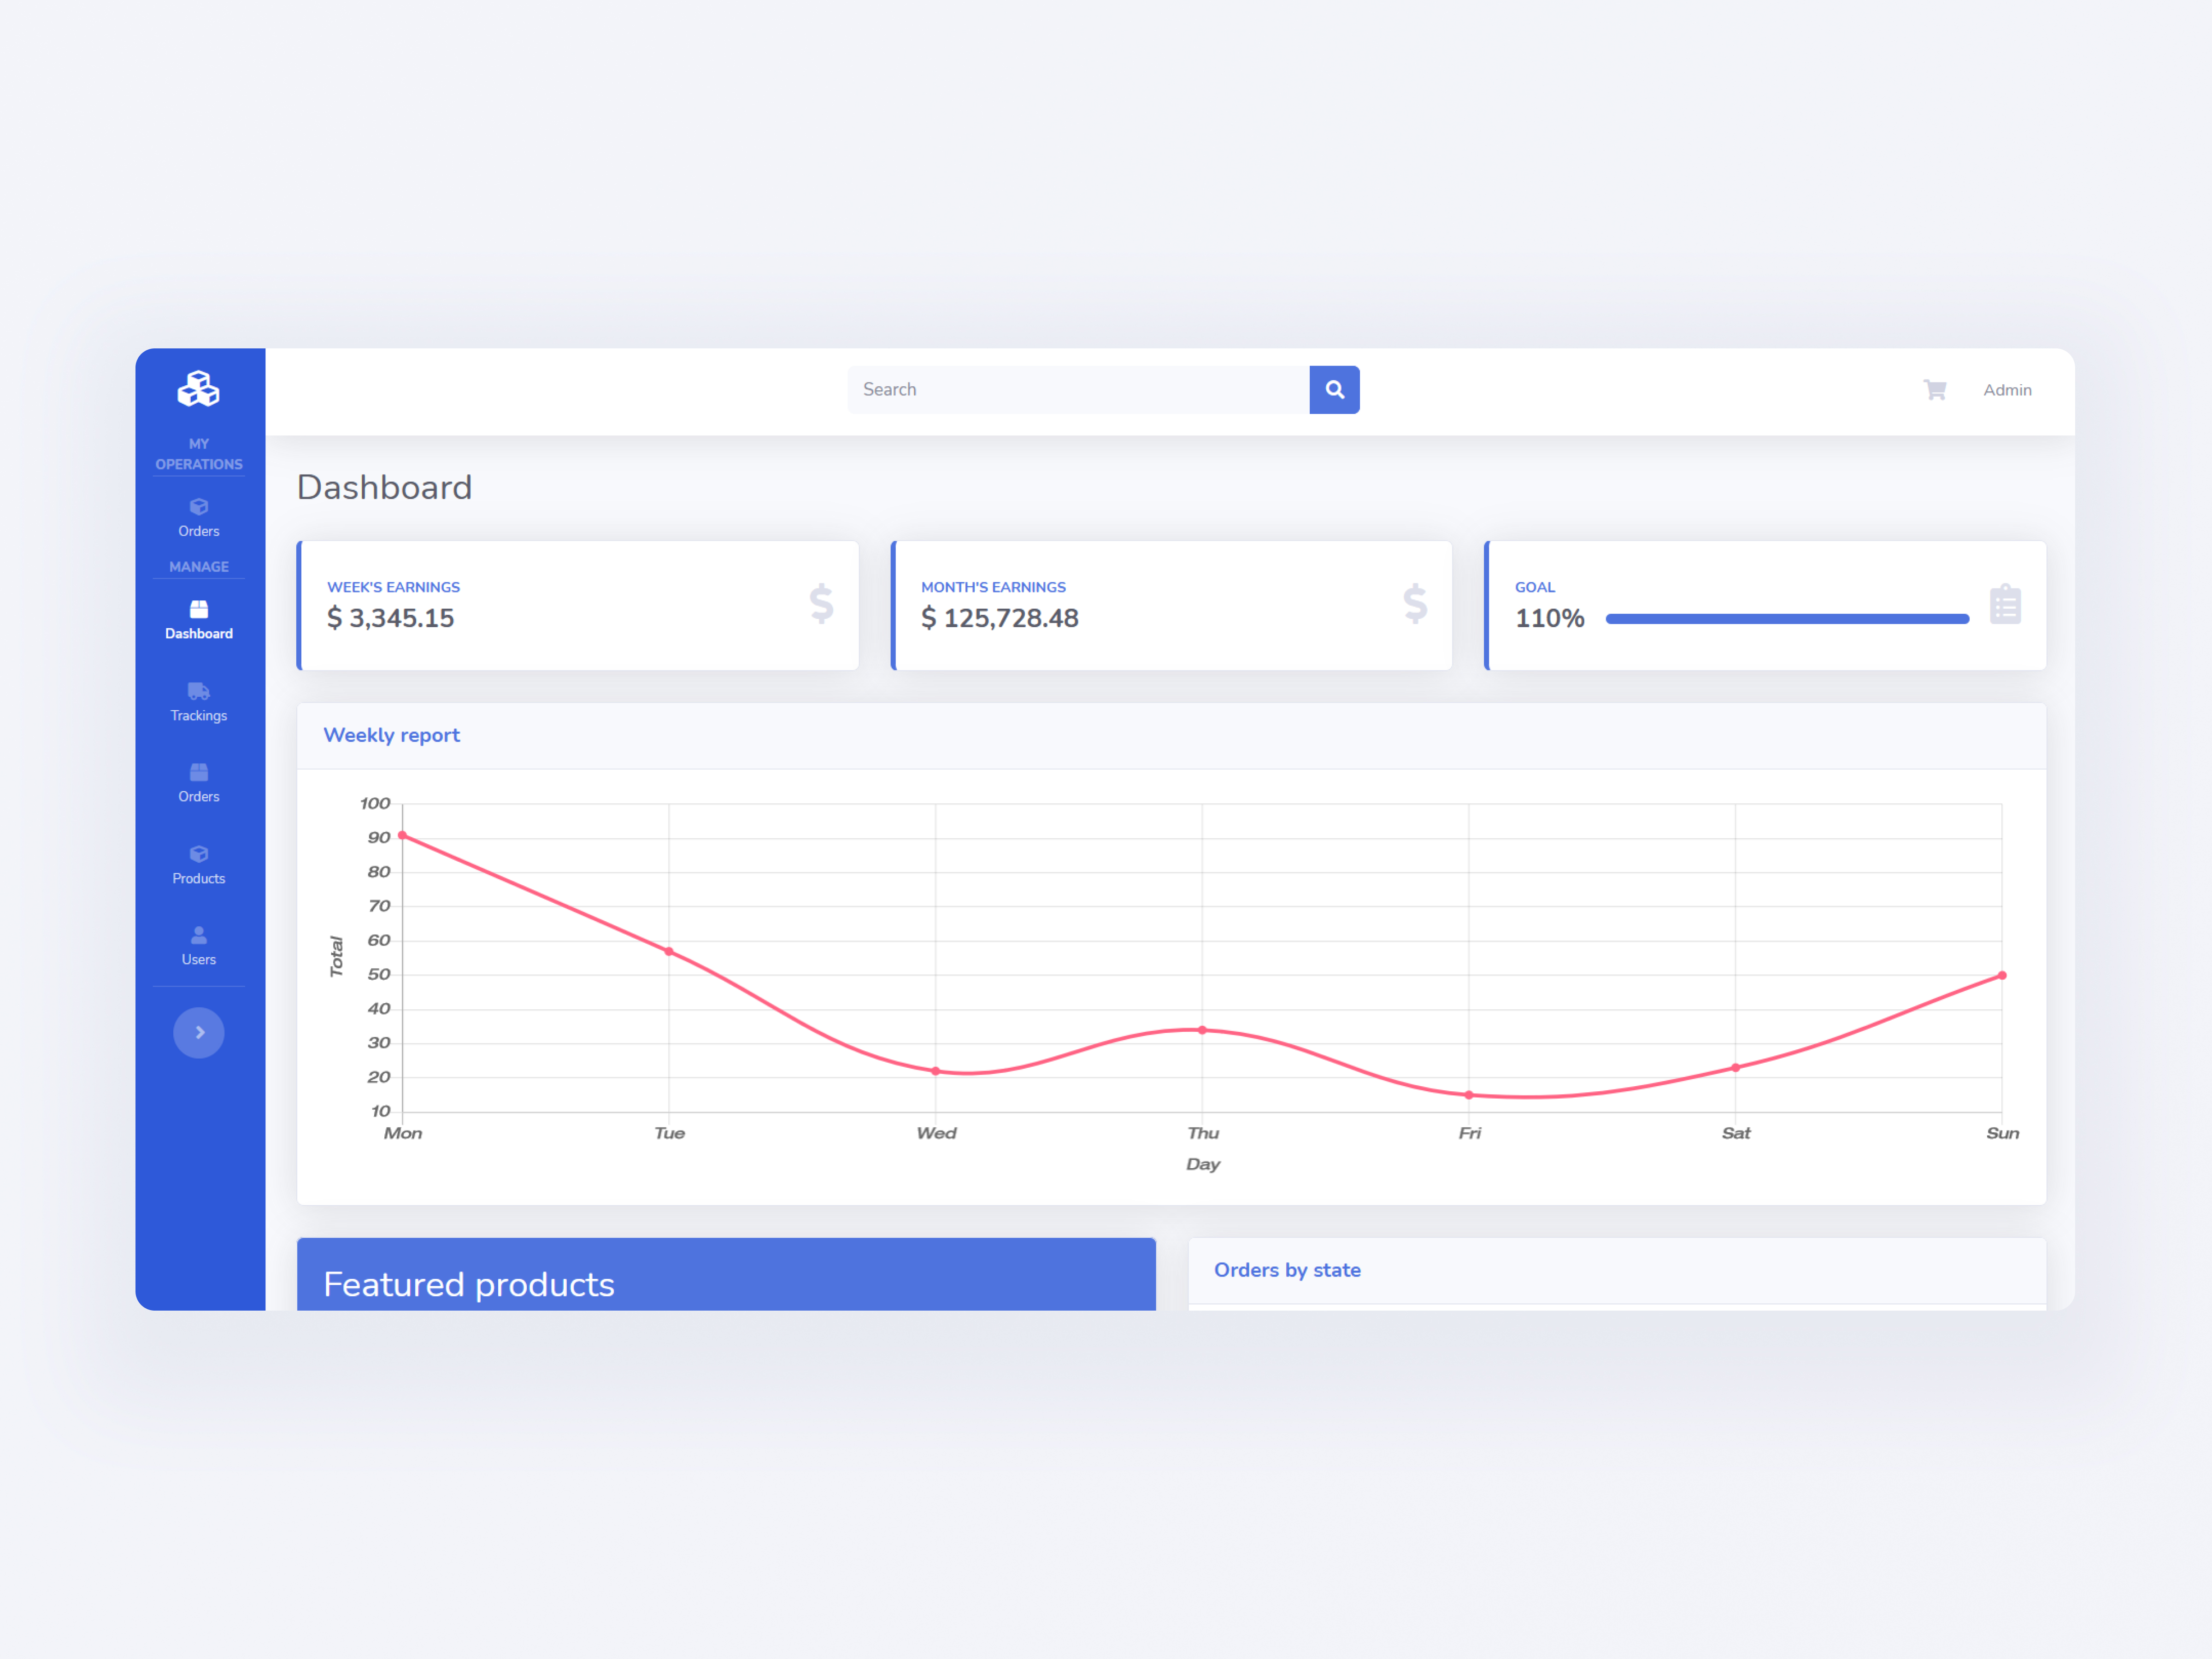 Search
Admin
MY
OPERATIONS
Orders
MANAGE
Dashboard
Trackings
Orders
Products
Users
Dashboard
WEEK'S EARNINGS
$ 3,345.15
MONTH'S EARNINGS
$ 125,728.48
GOAL
110%
Weekly report
100
90
80
70
60
50
40
30
20
10
Total
Mon Tue Wed Thu Fri Sat Sun
Day
Featured products
Orders by state